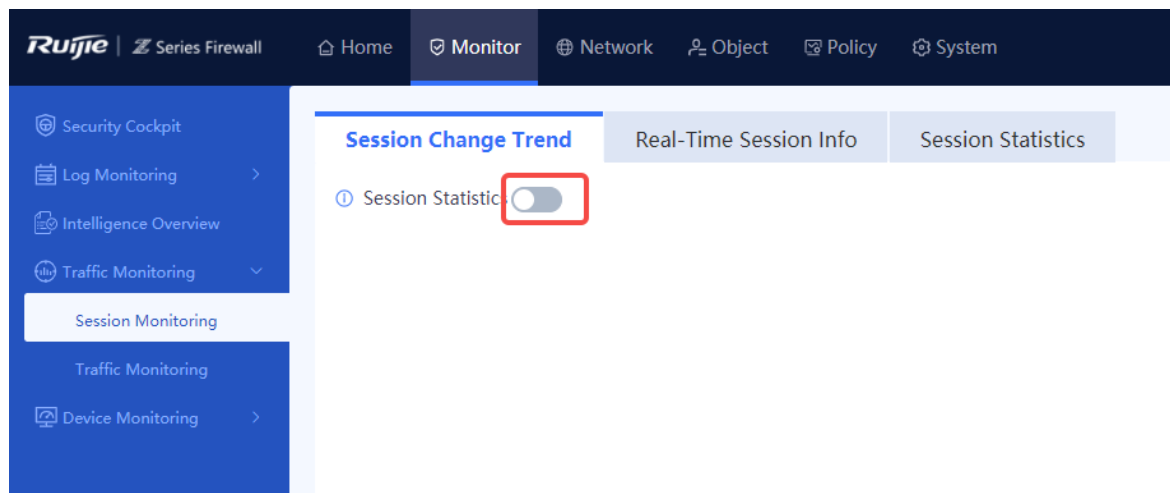 Ruijie | Z Series Firewall
Home
Monitor
Network
Object
Policy
System
Security Cockpit
Log Monitoring
Intelligence Overview
Traffic Monitoring
Session Monitoring
Traffic Monitoring
Device Monitoring
Session Change Trend
Real-Time Session Info
Session Statistics
Session Statistics